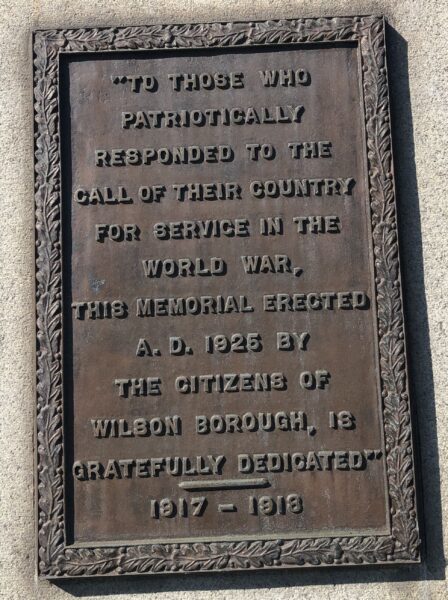 "TO THOSE WHO
PATRIOTICALLY
RESPONDED TO THE
CALL OF THEIR COUNTRY
FOR SERVICE IN THE
WORLD WAR,
THIS MEMORIAL ERECTED
A. D. 1925 BY
THE CITIZENS OF
WILSON BOROUGH, IS
GRATEFULLY DEDICATED"
1917 - 1918